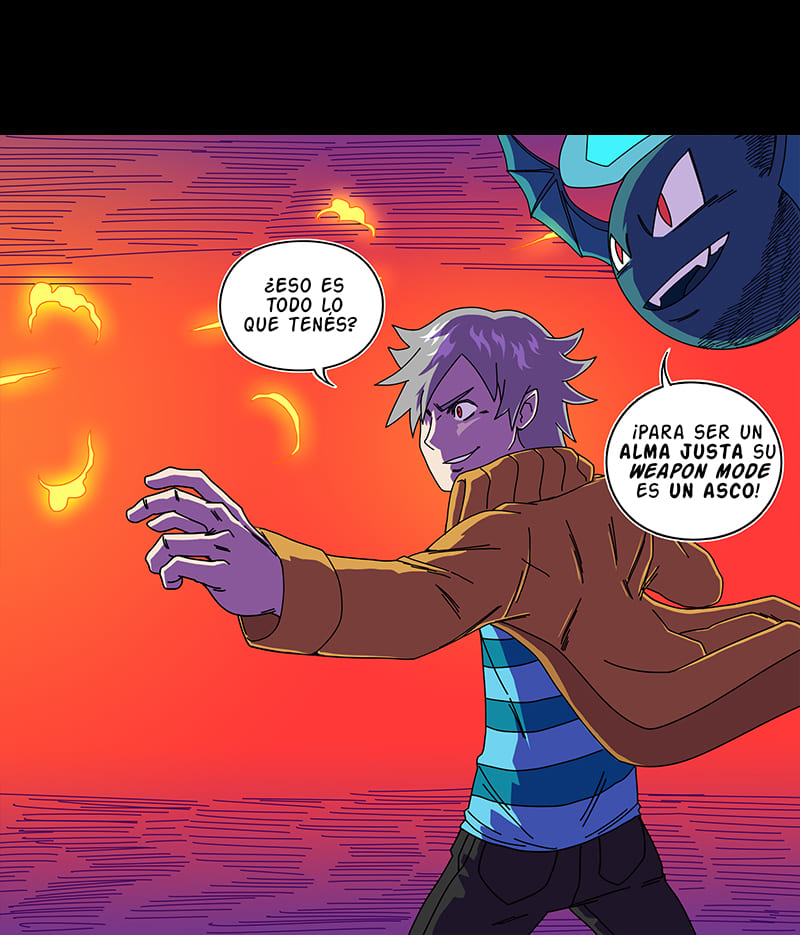 ¿ESO ES
TODO LO
QUE TENÉS?
¡PARA SER UN
ALMA JUSTA SU
WEAPON MODE
ES UN ASCO!